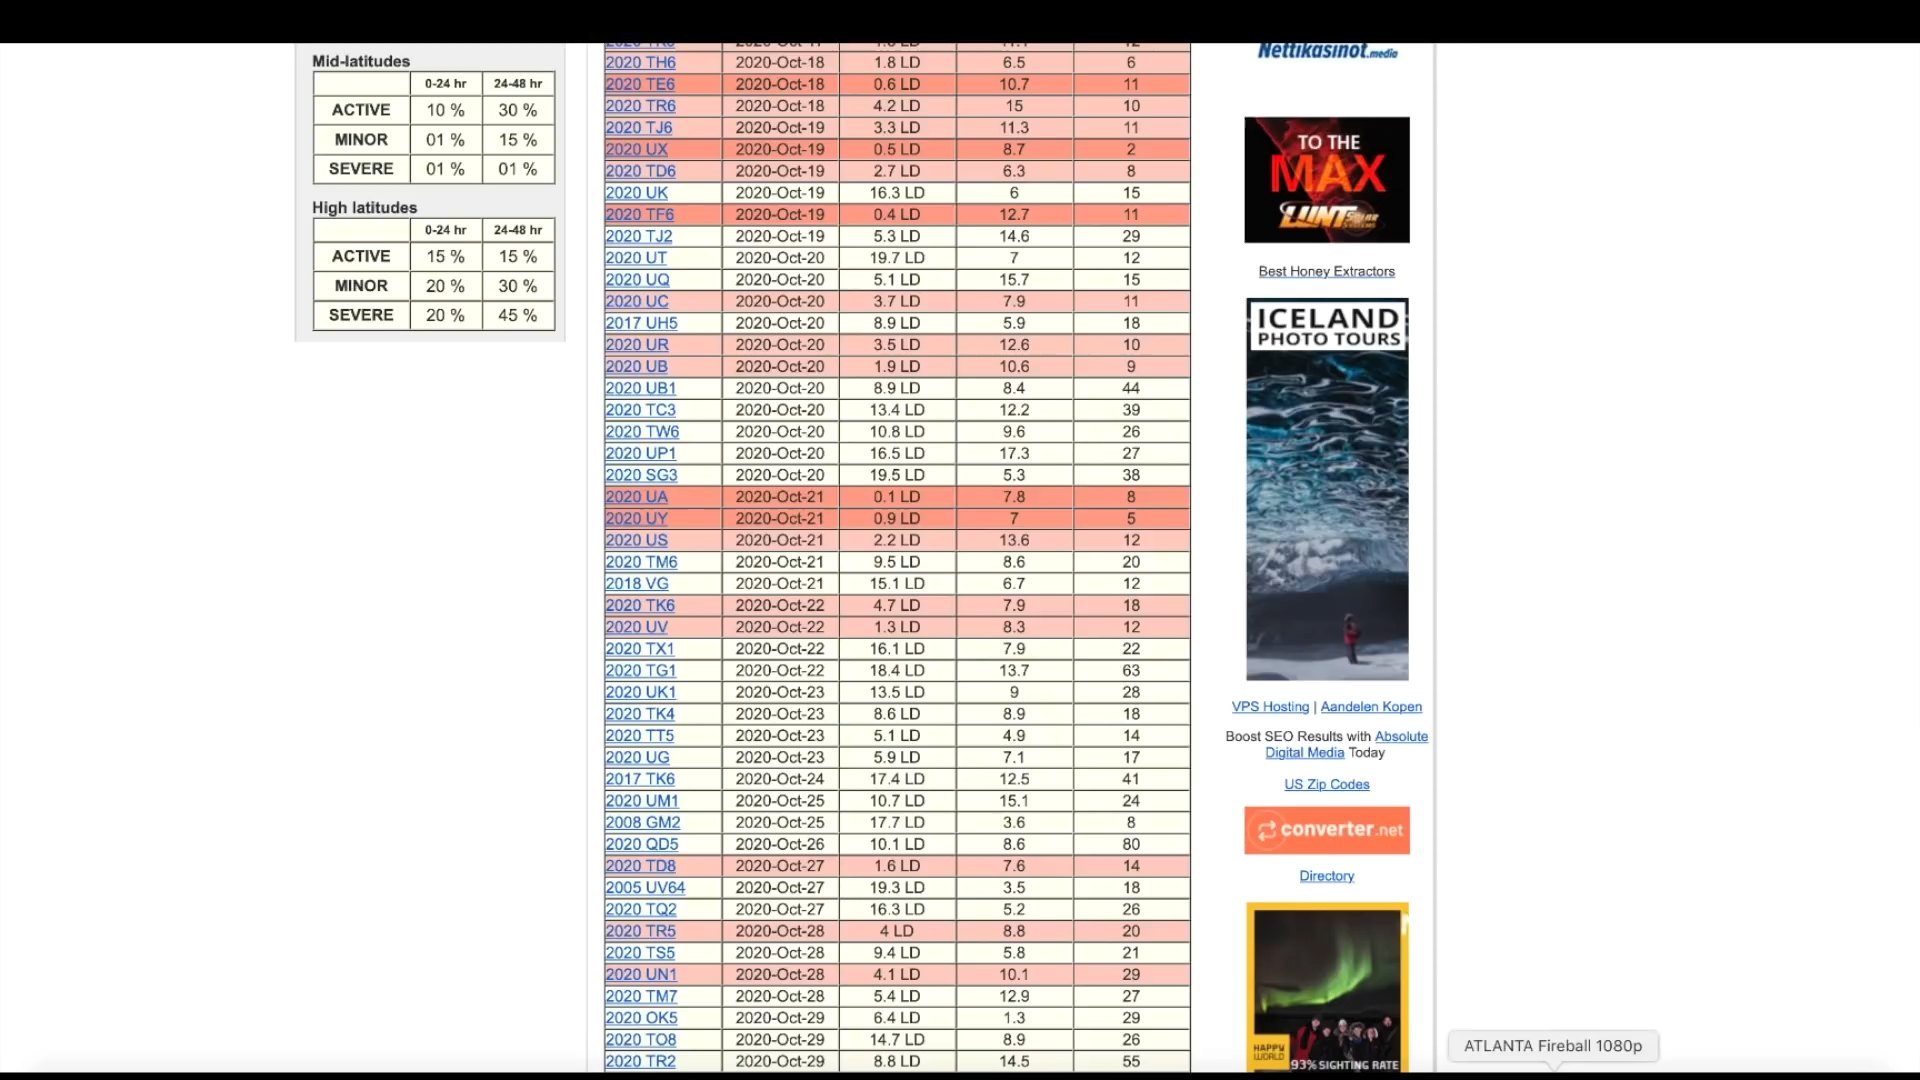 Mid-latitudes
0-24 hr 24-48 hr
ACTIVE 10 % 30 %
MINOR 01 % 15 %
SEVERE 01 % 01 %
High latitudes
0-24 hr 24-48 hr
ACTIVE 15 % 15 %
MINOR 20 % 30 %
SEVERE 20 % 45 %
2020 TH6 2020-Oct-18 1.8 LD 6.5 6
2020 TE6 2020-Oct-18 0.6 LD 10.7 11
2020 TR6 2020-Oct-18 4.2 LD 15 10
2020 TJ6 2020-Oct-19 3.3 LD 11.3 11
2020 UX 2020-Oct-19 0.5 LD 8.7 2
2020 TD6 2020-Oct-19 2.7 LD 6.3 8
2020 UK 2020-Oct-19 16.3 LD 6 15
2020 TF6 2020-Oct-19 0.4 LD 12.7 11
2020 TJ2 2020-Oct-19 5.3 LD 14.6 29
2020 UT 2020-Oct-20 19.7 LD 7 12
2020 UQ 2020-Oct-20 5.1 LD 15.7 15
2020 UC 2020-Oct-20 3.7 LD 7.9 11
2017 UH5 2020-Oct-20 8.9 LD 5.9 18
2020 UR 2020-Oct-20 3.5 LD 12.6 10
2020 UB 2020-Oct-20 1.9 LD 10.6 9
2020 UB1 2020-Oct-20 8.9 LD 8.4 44
2020 TC3 2020-Oct-20 13.4 LD 12.2 39
2020 TW6 2020-Oct-20 10.8 LD 9.6 26
2020 UP1 2020-Oct-20 16.5 LD 17.3 27
2020 SG3 2020-Oct-20 19.5 LD 5.3 38
2020 UA 2020-Oct-21 0.1 LD 7.8 8
2020 UY 2020-Oct-21 0.9 LD 7 5
2020 US 2020-Oct-21 2.2 LD 13.6 12
2020 TM6 2020-Oct-21 9.5 LD 8.6 20
2018 VG 2020-Oct-21 15.1 LD 6.7 12
2020 TK6 2020-Oct-22 4.7 LD 7.9 18
2020 UV 2020-Oct-22 1.3 LD 8.3 12
2020 TX1 2020-Oct-22 16.1 LD 7.9 22
2020 TG1 2020-Oct-22 18.4 LD 13.7 63
2020 UK1 2020-Oct-23 13.5 LD 9 28
2020 TK4 2020-Oct-23 8.6 LD 8.9 18
2020 TT5 2020-Oct-23 5.1 LD 4.9 14
2020 UG 2020-Oct-23 5.9 LD 7.1 17
2017 TK6 2020-Oct-24 17.4 LD 12.5 41
2020 UM1 2020-Oct-25 10.7 LD 15.1 24
2008 GM2 2020-Oct-25 17.7 LD 3.6 8
2020 QD5 2020-Oct-26 10.1 LD 8.6 80
2020 TD8 2020-Oct-27 1.6 LD 7.6 14
2005 UV64 2020-Oct-27 19.3 LD 3.5 18
2020 TQ2 2020-Oct-27 16.3 LD 5.2 26
2020 TR5 2020-Oct-28 4 LD 8.8 20
2020 TS5 2020-Oct-28 9.4 LD 5.8 21
2020 UN1 2020-Oct-28 4.1 LD 10.1 29
2020 TM7 2020-Oct-28 5.4 LD 12.9 27
2020 OK5 2020-Oct-29 6.4 LD 1.3 29
2020 TO8 2020-Oct-29 14.7 LD 8.9 26
2020 TR2 2020-Oct-29 8.8 LD 14.5 55
Nettikasinot.media
TO THE
MAX
LUNT
Best Honey Extractors
ICELAND
PHOTO TOURS
VPS Hosting | Aandelen Kopen
Boost SEO Results with Absolute
Digital Media Today
US Zip Codes
converter.net
Directory
HAPPY
WORLD
93% SIGHTING RATE
ATLANTA Fireball 1080p